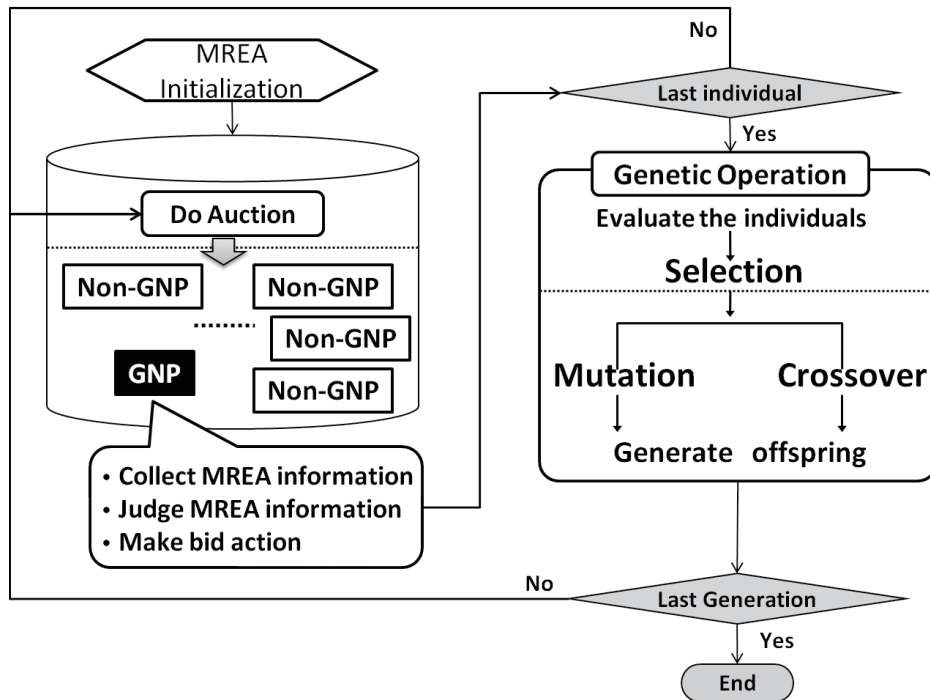 MREA
Initialization
Do Auction
Non-GNP
Non-GNP
Non-GNP
GNP
Non-GNP
• Collect MREA information
• Judge MREA information
• Make bid action
No
Last individual
Yes
Genetic Operation
Evaluate the individuals
Selection
Mutation
Crossover
Generate offspring
No
Last Generation
Yes
End